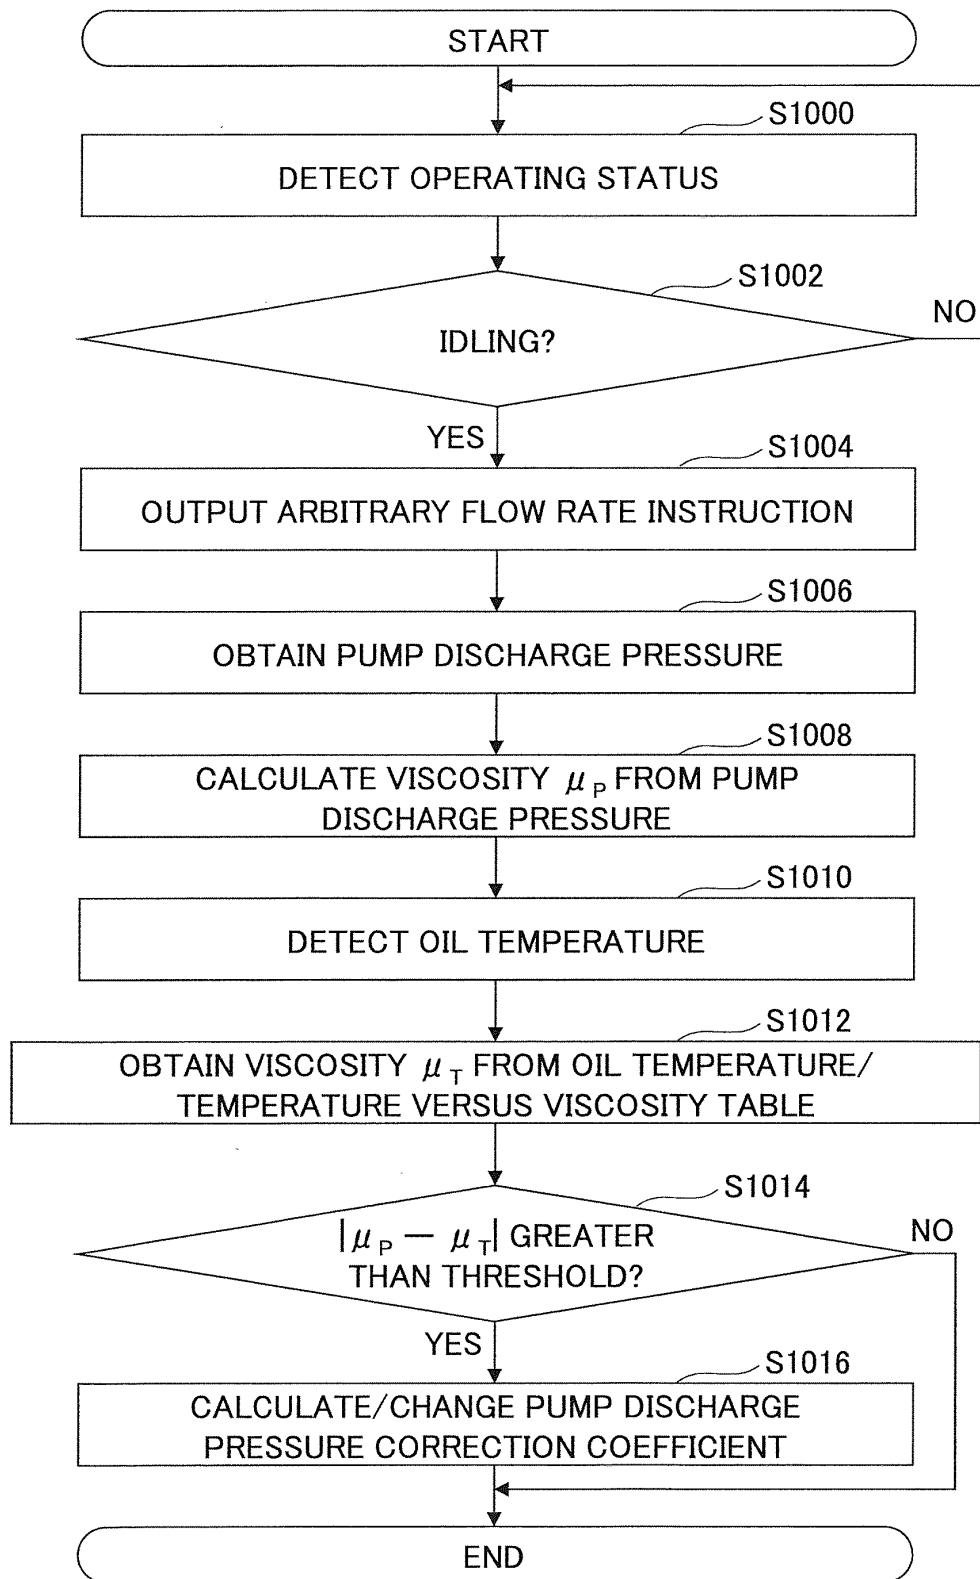 START
S1000
DETECT OPERATING STATUS
S1002
IDLING?
NO
YES
S1004
OUTPUT ARBITRARY FLOW RATE INSTRUCTION
S1006
OBTAIN PUMP DISCHARGE PRESSURE
S1008
CALCULATE VISCOSITY μP FROM PUMP
DISCHARGE PRESSURE
S1010
DETECT OIL TEMPERATURE
S1012
OBTAIN VISCOSITY μT FROM OIL TEMPERATURE/
TEMPERATURE VERSUS VISCOSITY TABLE
S1014
|μP − μT| GREATER
THAN THRESHOLD?
NO
YES
S1016
CALCULATE/CHANGE PUMP DISCHARGE
PRESSURE CORRECTION COEFFICIENT
END